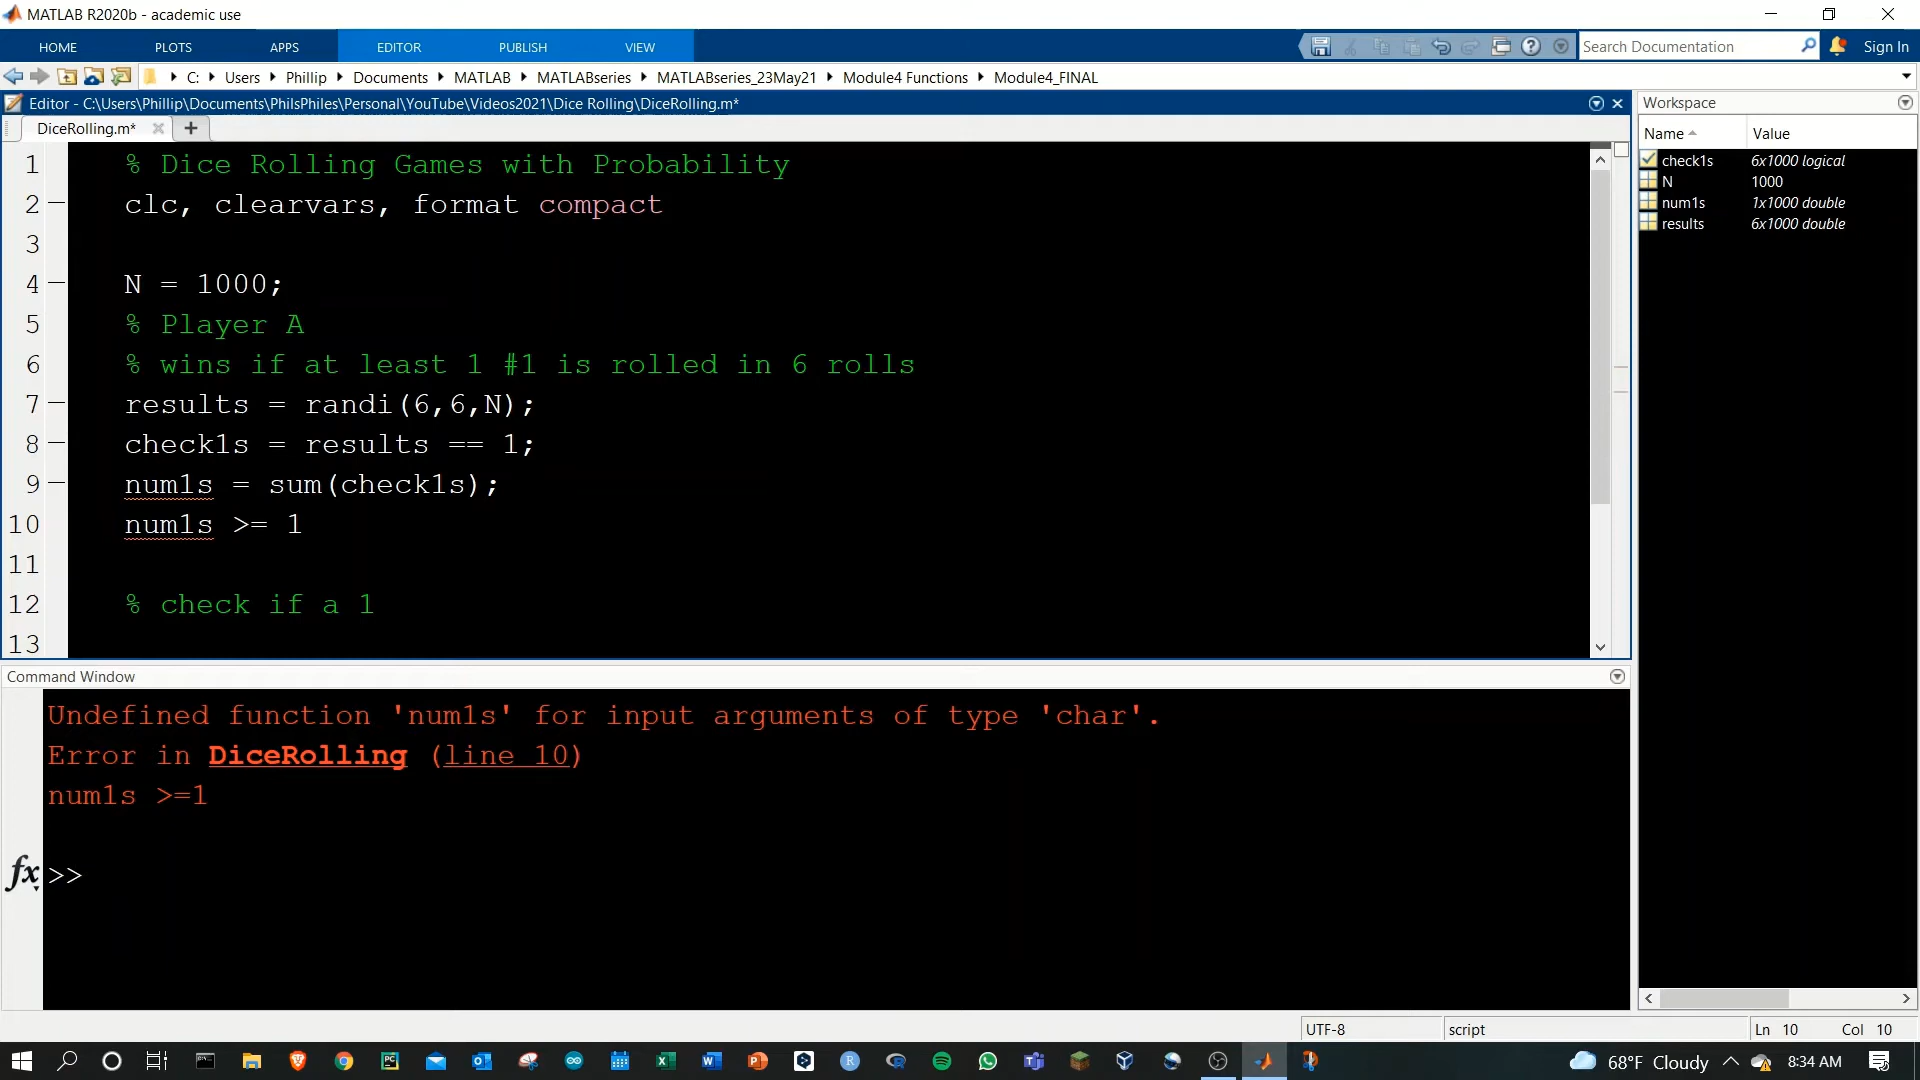 MATLAB R2020b - academic use
HOME PLOTS APPS EDITOR PUBLISH VIEW Search Documentation Sign In
C: Users Phillip Documents MATLAB MATLABseries MATLABseries_23May21 Module4 Functions Module4_FINAL
Editor - C:\Users\Phillip\Documents\PhilsPhiles\Personal\YouTube\Videos2021\Dice Rolling\DiceRolling.m*
DiceRolling.m*
1 % Dice Rolling Games with Probability
2 clc, clearvars, format compact
3
4 N = 1000;
5 % Player A
6 % wins if at least 1 #1 is rolled in 6 rolls
7 results = randi(6,6,N);
8 check1s = results == 1;
9 num1s = sum(check1s);
10 num1s >= 1
11
12 % check if a 1
13
Workspace
Name Value
check1s 6x1000 logical
N 1000
num1s 1x1000 double
results 6x1000 double
Command Window
Undefined function 'num1s' for input arguments of type 'char'.
Error in DiceRolling (line 10)
num1s >=1
fx >>
UTF-8 script Ln 10 Col 10
68°F Cloudy 8:34 AM